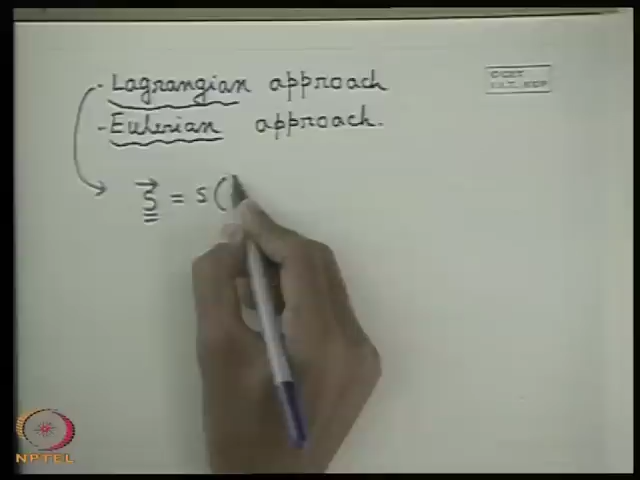 - Lagrangian approach
- Eulerian approach.
S = s (
NPTEL